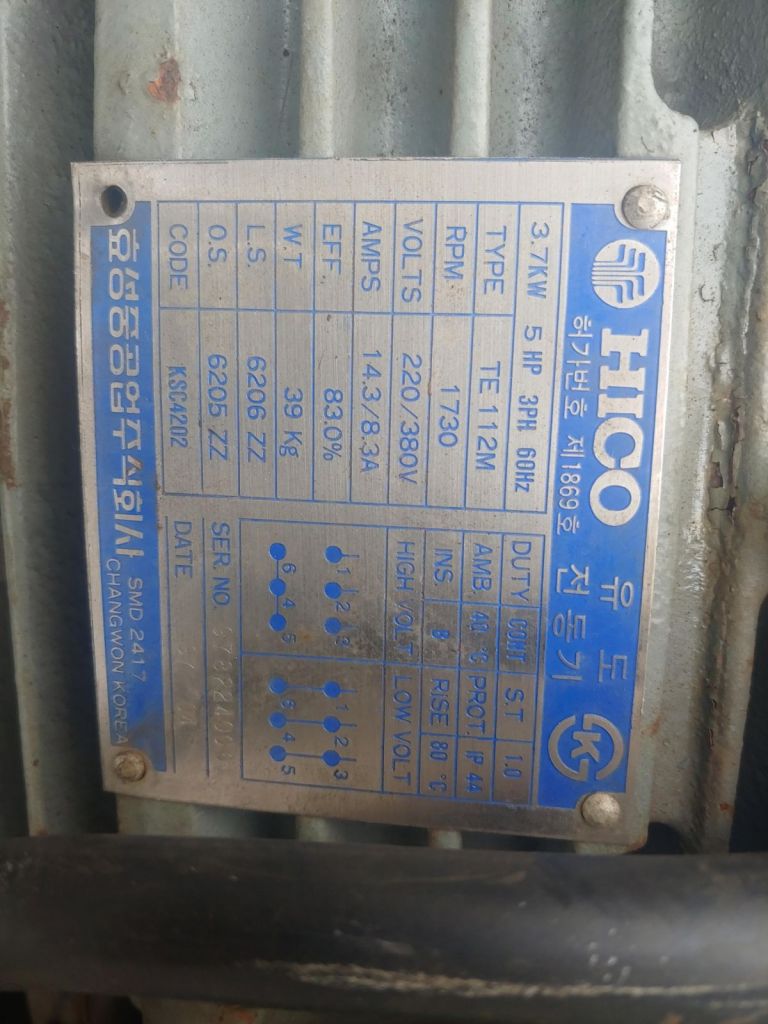 HICO 유도전동기
허가번호 제1869호
3.7KW 5 HP 3PH 60Hz
TYPE TE 112M
RPM 1730
VOLTS 220/380V
AMPS 14.3/8.3A
EFF 83.0%
W.T 39 Kg
L.S. 6206 ZZ
O.S. 6205 ZZ
CODE KSC4202
DUTY CONT S.T 1.0
AMB. 40 °C PROT. IP 44
INS B RISE 80 °C
HIGH VOLT LOW VOLT
1 2 3 1 2 3
6 4 5 6 4 5
SER NO.
DATE
효성중공업주식회사 SMD 2417
CHANGWON KOREA